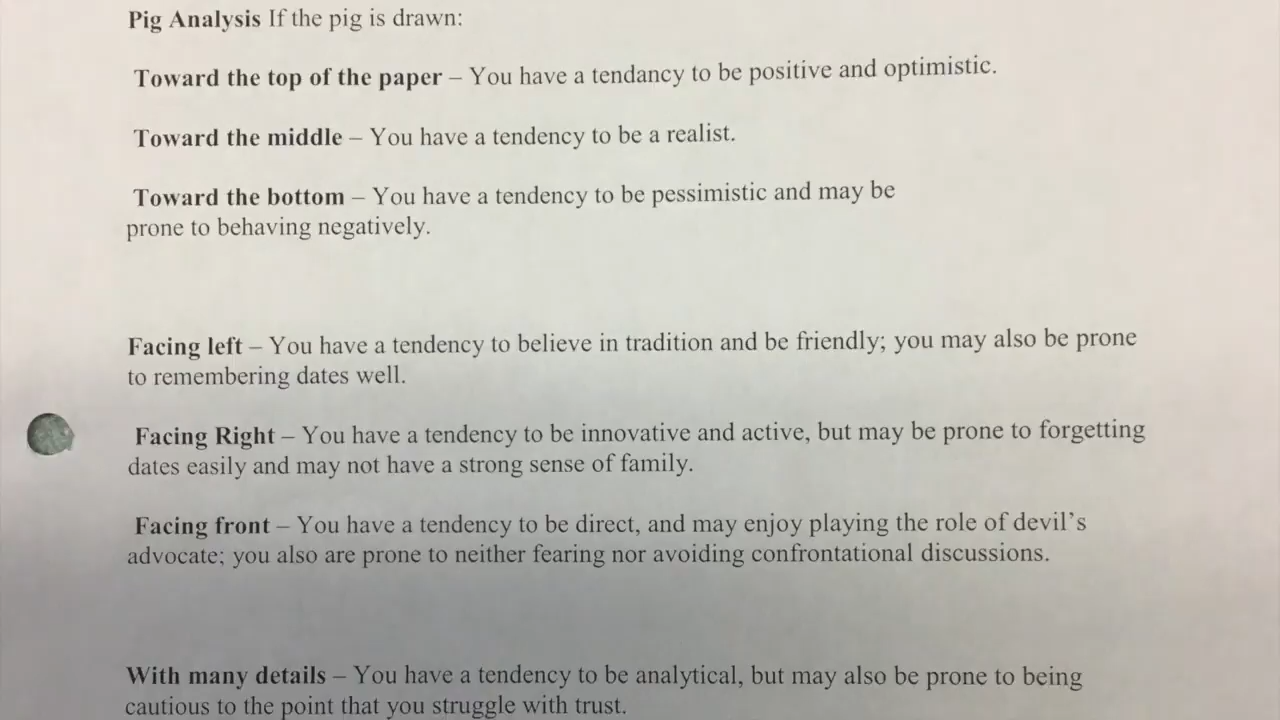 Pig Analysis If the pig is drawn:
Toward the top of the paper – You have a tendancy to be positive and optimistic.
Toward the middle – You have a tendency to be a realist.
Toward the bottom – You have a tendency to be pessimistic and may be
prone to behaving negatively.
Facing left – You have a tendency to believe in tradition and be friendly; you may also be prone
to remembering dates well.
Facing Right – You have a tendency to be innovative and active, but may be prone to forgetting
dates easily and may not have a strong sense of family.
Facing front – You have a tendency to be direct, and may enjoy playing the role of devil’s
advocate; you also are prone to neither fearing nor avoiding confrontational discussions.
With many details – You have a tendency to be analytical, but may also be prone to being
cautious to the point that you struggle with trust.